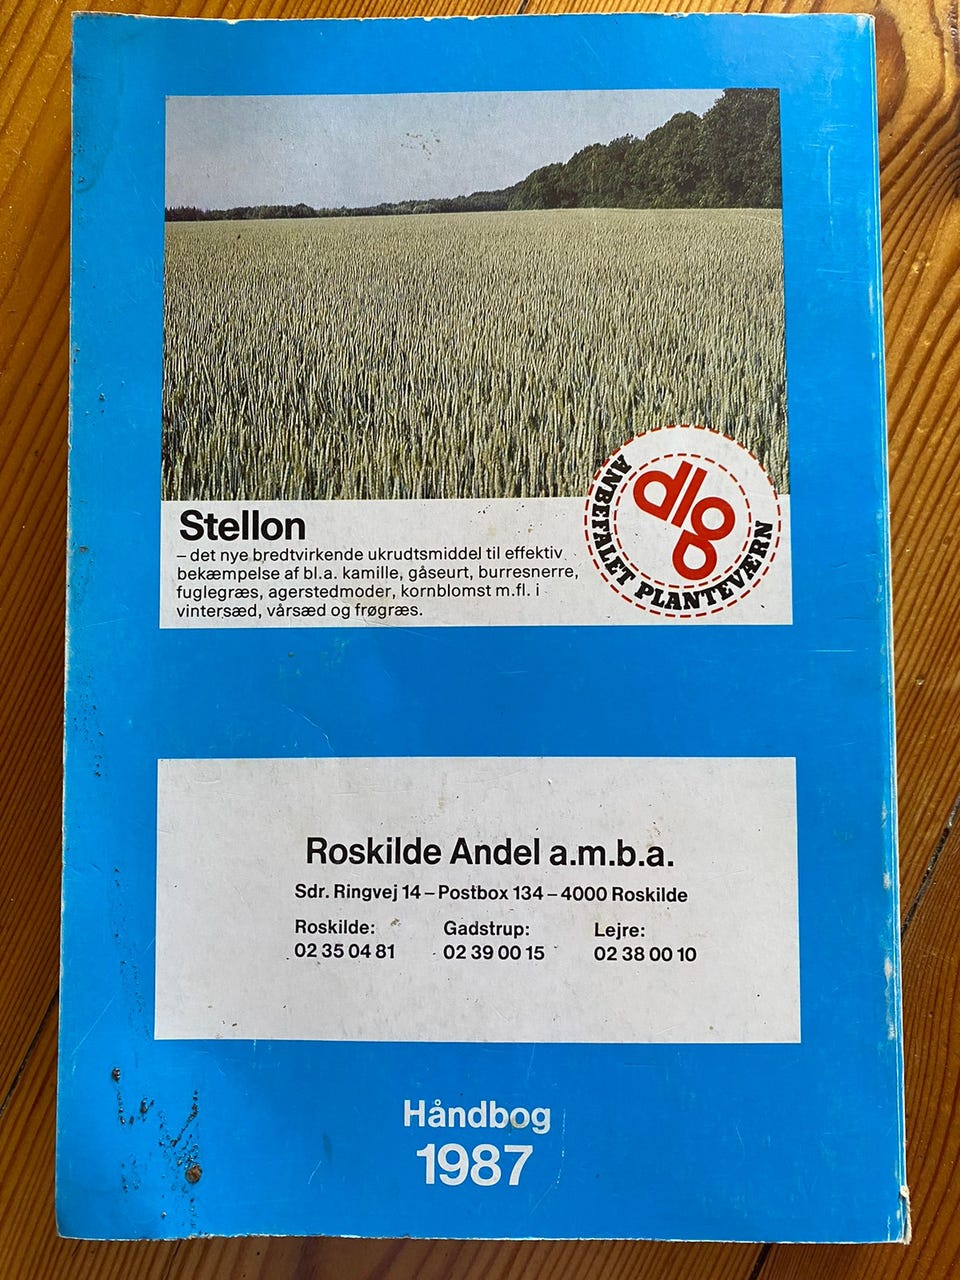 Stellon
– det nye bredtvirkende ukrudtsmiddel til effektiv
bekæmpelse af bl.a. kamille, gåseurt, burresnerre,
fuglegræs, agerstedmoder, kornblomst m.fl. i
vintersæd, vårsæd og frøgræs.
dlg
ANBEFALET PLANTEVÆRN
Roskilde Andel a.m.b.a.
Sdr. Ringvej 14 – Postbox 134 – 4000 Roskilde
Roskilde: Gadstrup: Lejre:
02 35 04 81 02 39 00 15 02 38 00 10
Håndbog
1987